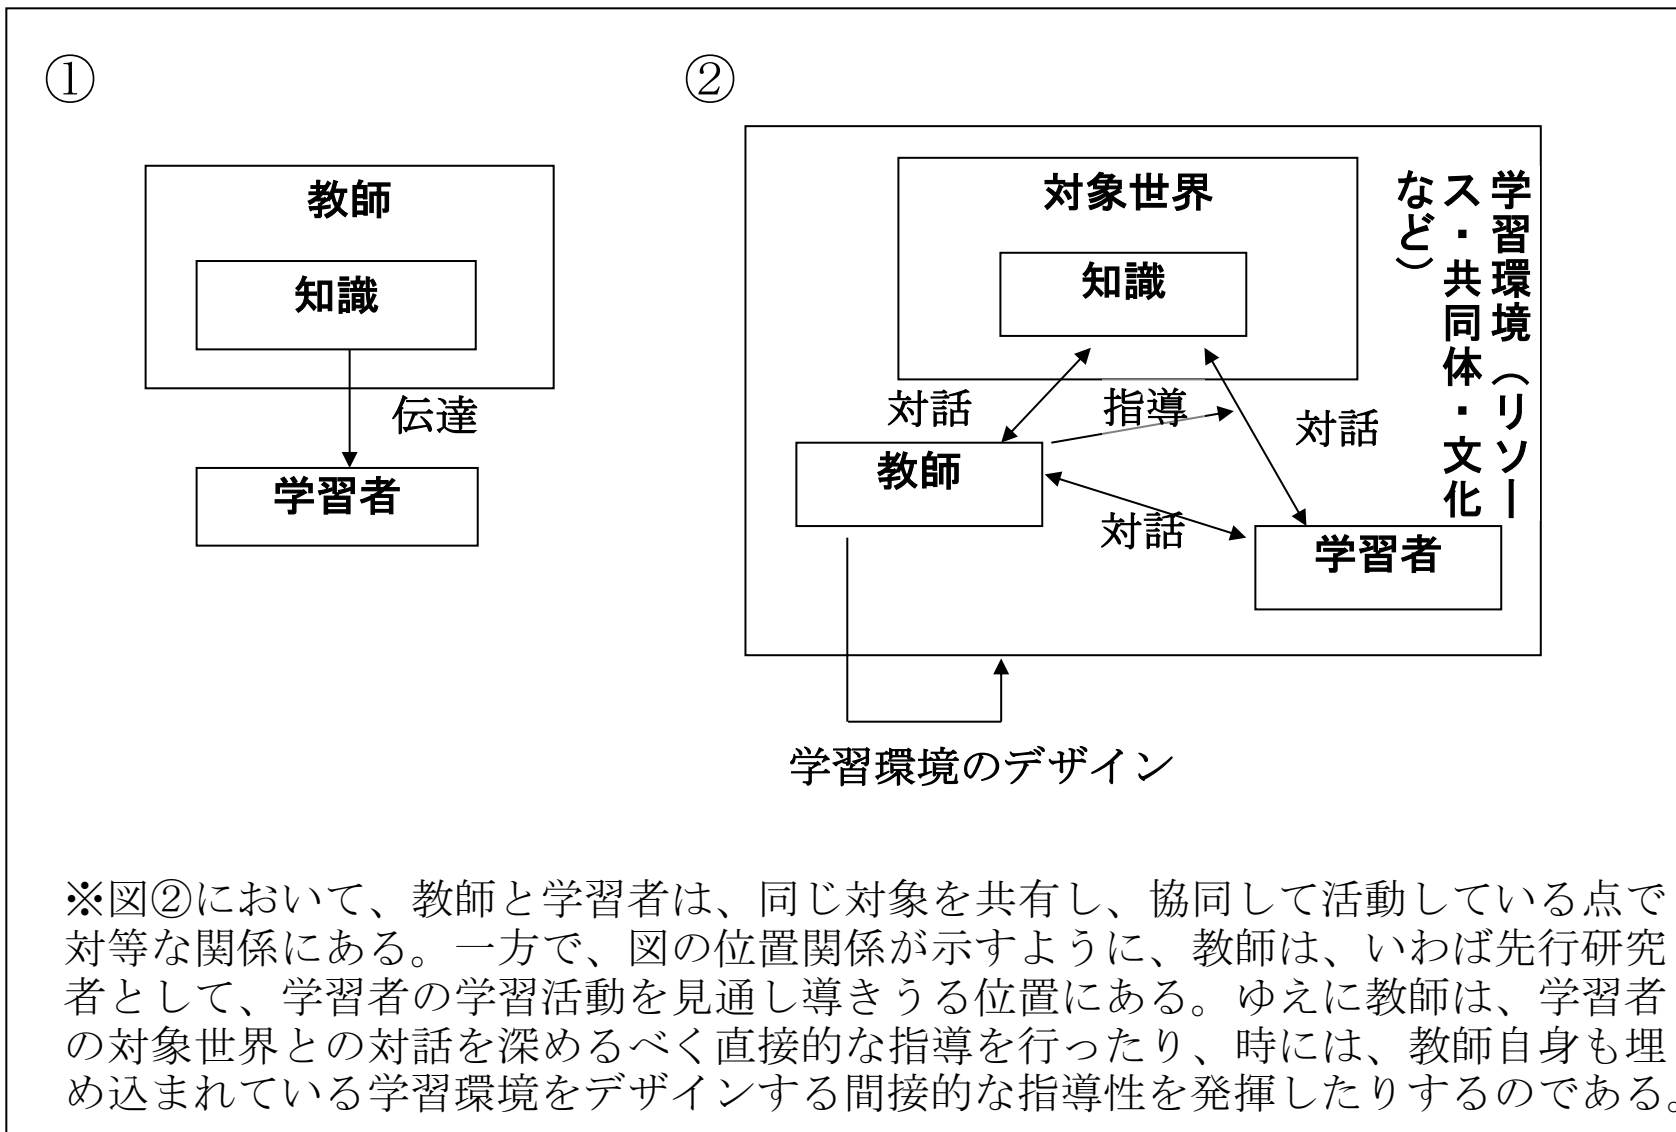 ①
教師
知識
伝達
学習者
②
対象世界
知識
学習環境（リソー
ス・共同体・文化
など）
対話
指導
対話
教師
対話
学習者
学習環境のデザイン
※図②において、教師と学習者は、同じ対象を共有し、協同して活動している点で
対等な関係にある。一方で、図の位置関係が示すように、教師は、いわば先行研究
者として、学習者の学習活動を見通し導きうる位置にある。ゆえに教師は、学習者
の対象世界との対話を深めるべく直接的な指導を行ったり、時には、教師自身も埋
め込まれている学習環境をデザインする間接的な指導性を発揮したりするのである。